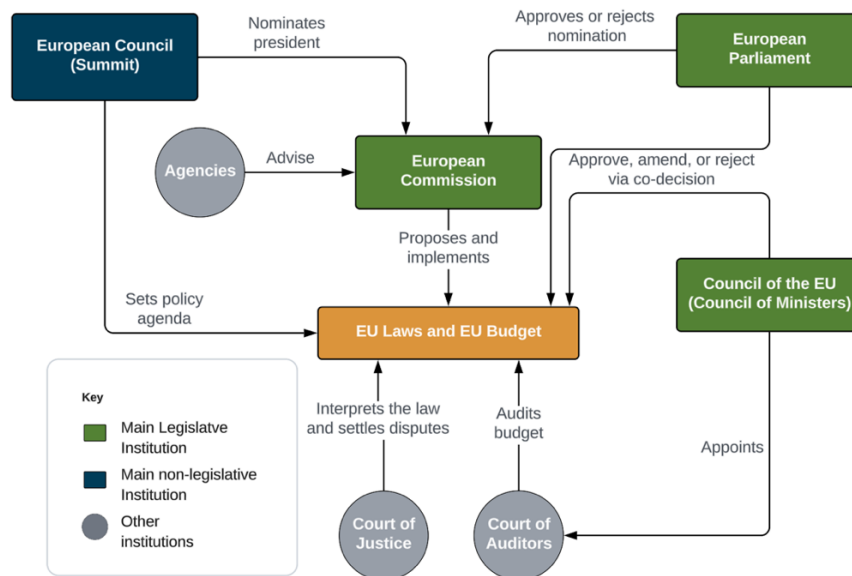 European Council
(Summit)
Nominates
president
Approves or rejects
nomination
European
Parliament
Agencies
Advise
European
Commission
Approve, amend, or reject
via co-decision
Proposes and
implements
Council of the EU
(Council of Ministers)
Sets policy
agenda
EU Laws and EU Budget
Key
Main Legislatve
Institution
Main non-legislative
Institution
Other
institutions
Interprets the law
and settles disputes
Audits
budget
Appoints
Court of
Justice
Court of
Auditors